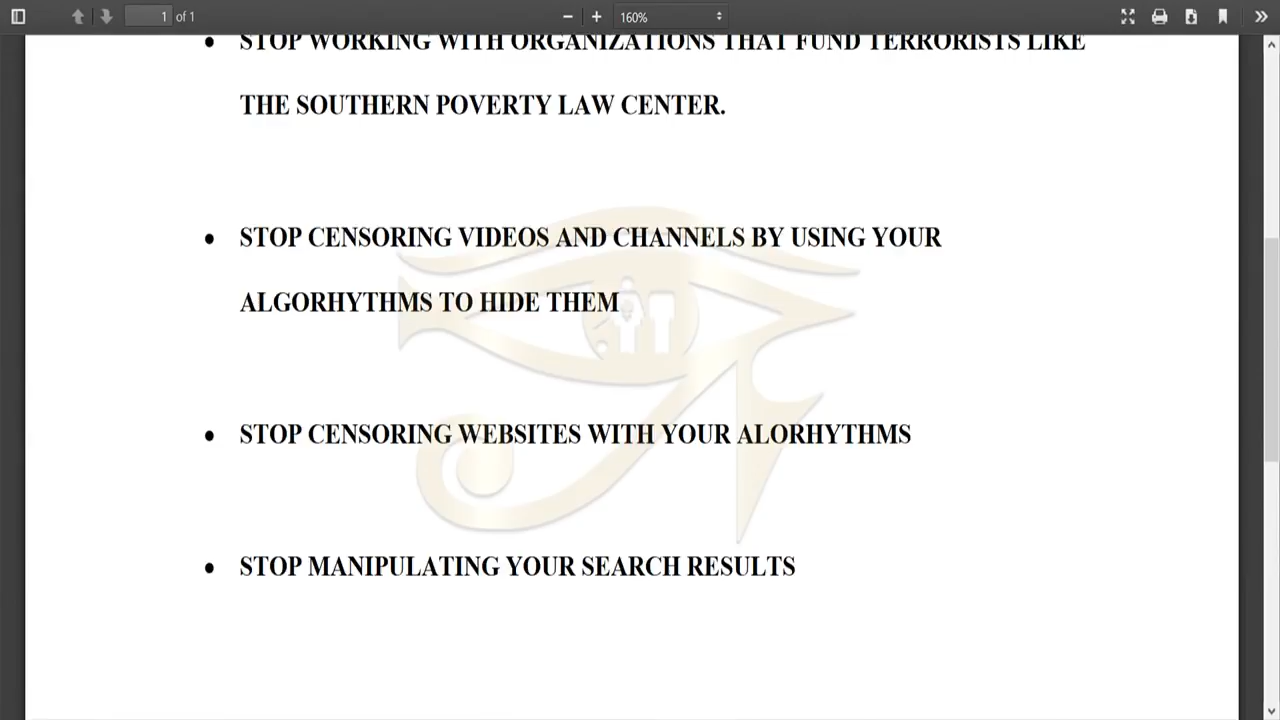 1 of 1 160%
• STOP WORKING WITH ORGANIZATIONS THAT FUND TERRORISTS LIKE
THE SOUTHERN POVERTY LAW CENTER.
• STOP CENSORING VIDEOS AND CHANNELS BY USING YOUR
ALGORHYTHMS TO HIDE THEM
• STOP CENSORING WEBSITES WITH YOUR ALORHYTHMS
• STOP MANIPULATING YOUR SEARCH RESULTS